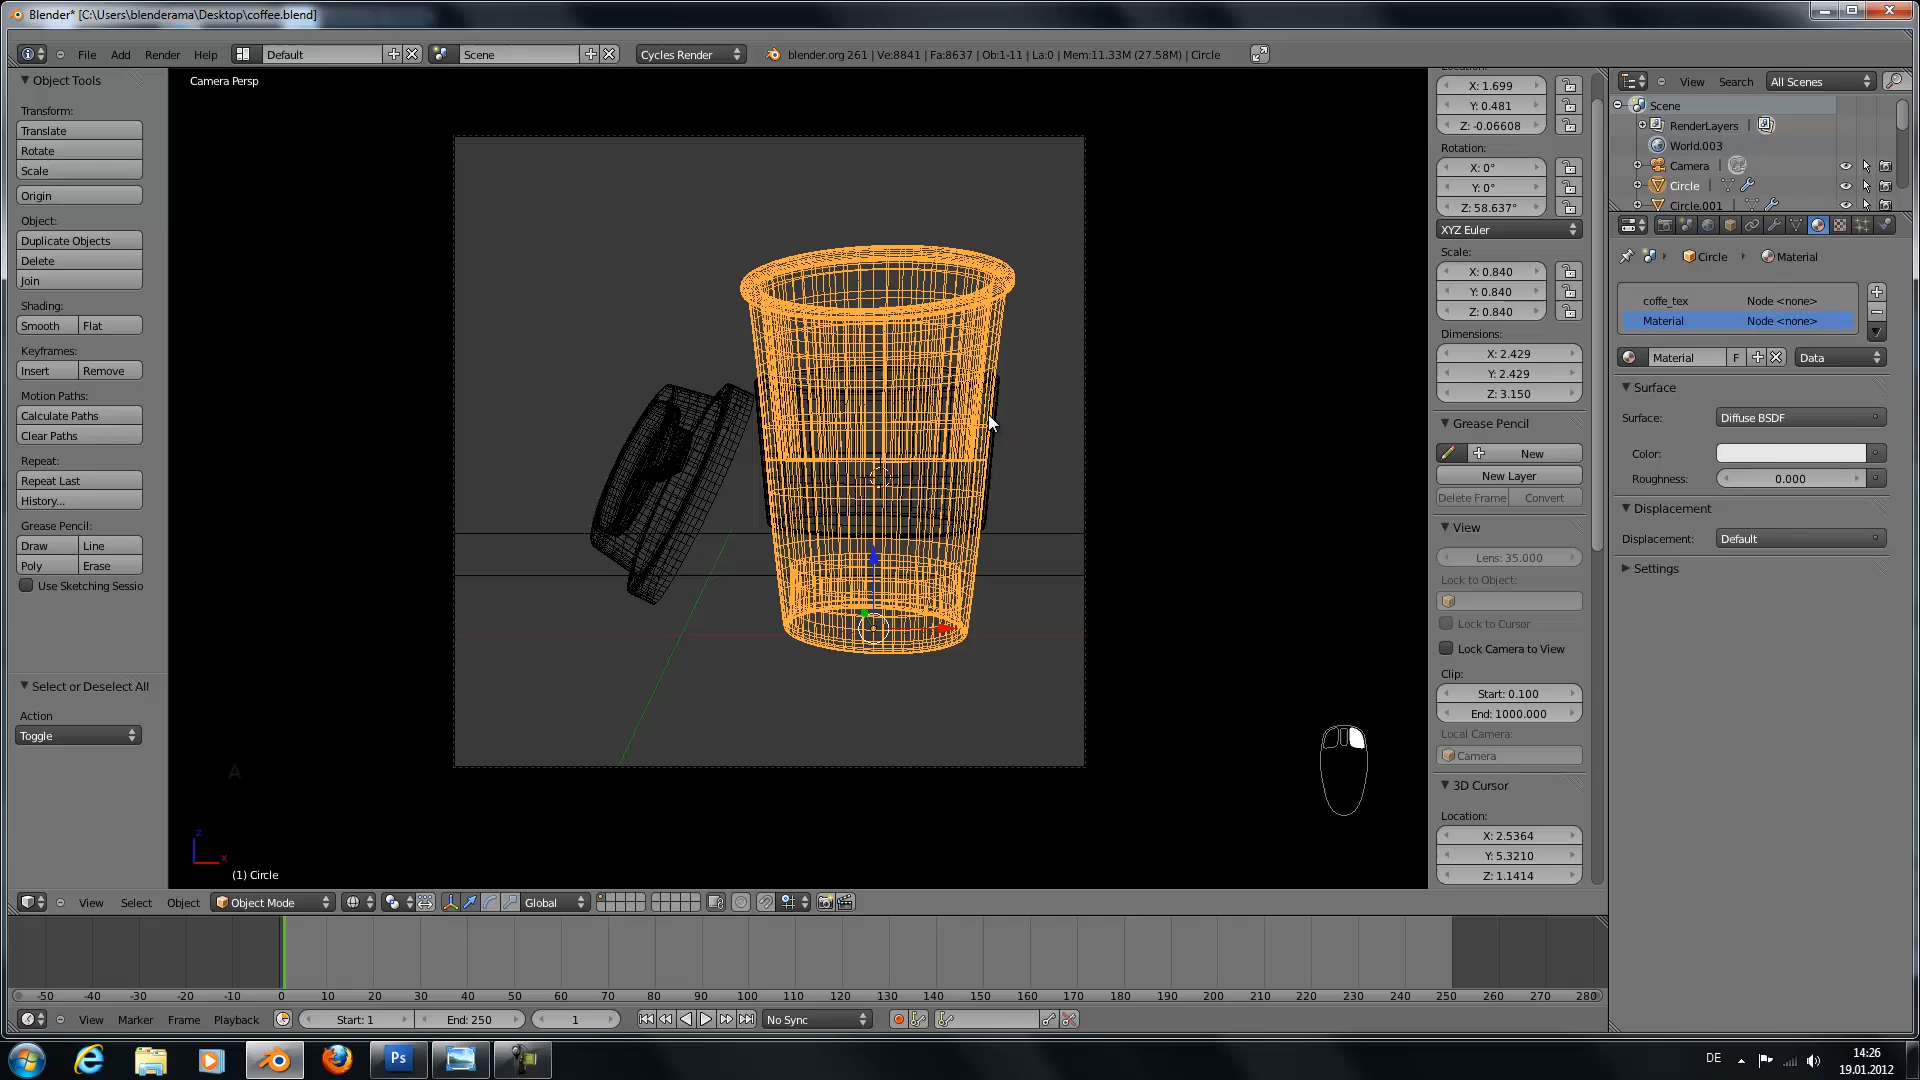 Blender* [C:\Users\blenderama\Desktop\coffee.blend]
File Add Render Help Default Scene Cycles Render blender.org 261 | Ve:8841 | Fa:8637 | Ob:1-11 | La:0 | Mem:11.33M (27.58M) | Circle
Object Tools
Transform:
Translate
Rotate
Scale
Origin
Object:
Duplicate Objects
Delete
Join
Shading:
Smooth Flat
Keyframes:
Insert Remove
Motion Paths:
Calculate Paths
Clear Paths
Repeat:
Repeat Last
History...
Grease Pencil:
Draw Line
Poly Erase
Use Sketching Sessio
Select or Deselect All
Action
Toggle
Camera Persp
A
z
x
(1) Circle
Location:
X: 1.699
Y: 0.481
Z: -0.06608
Rotation:
X: 0°
Y: 0°
Z: 58.637°
XYZ Euler
Scale:
X: 0.840
Y: 0.840
Z: 0.840
Dimensions:
X: 2.429
Y: 2.429
Z: 3.150
Grease Pencil
New
New Layer
Delete Frame Convert
View
Lens: 35.000
Lock to Object:
Lock to Cursor
Lock Camera to View
Clip:
Start: 0.100
End: 1000.000
Local Camera:
Camera
3D Cursor
Location:
X: 2.5364
Y: 5.3210
Z: 1.1414
View Search All Scenes
Scene
RenderLayers
World.003
Camera
Circle
Circle.001
Circle Material
coffe_tex Node <none>
Material Node <none>
Material F Data
Surface
Surface: Diffuse BSDF
Color:
Roughness: 0.000
Displacement
Displacement: Default
Settings
View Select Object Object Mode Global
-50 -40 -30 -20 -10 0 10 20 30 40 50 60 70 80 90 100 110 120 130 140 150 160 170 180 190 200 210 220 230 240 250 260 270 280
View Marker Frame Playback Start: 1 End: 250 1 No Sync
Ps
DE
14:26
19.01.2012